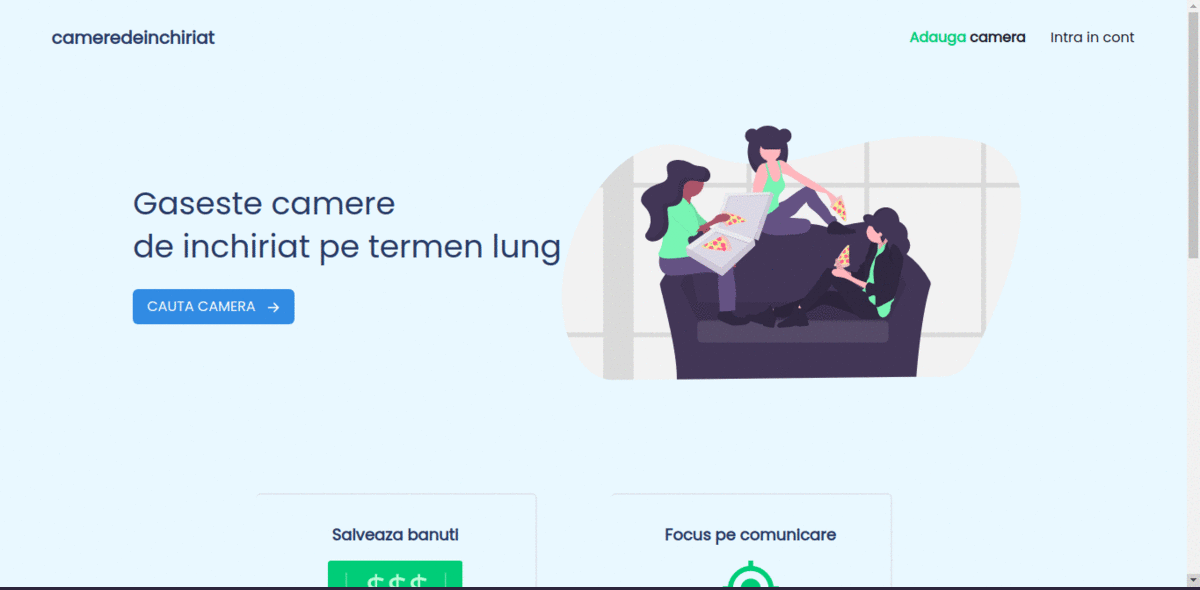 cameredeinchiriat
Adauga camera
Intra in cont
Gaseste camere
de inchiriat pe termen lung
CAUTA CAMERA →
Salveaza banuti
Focus pe comunicare
$ $ $